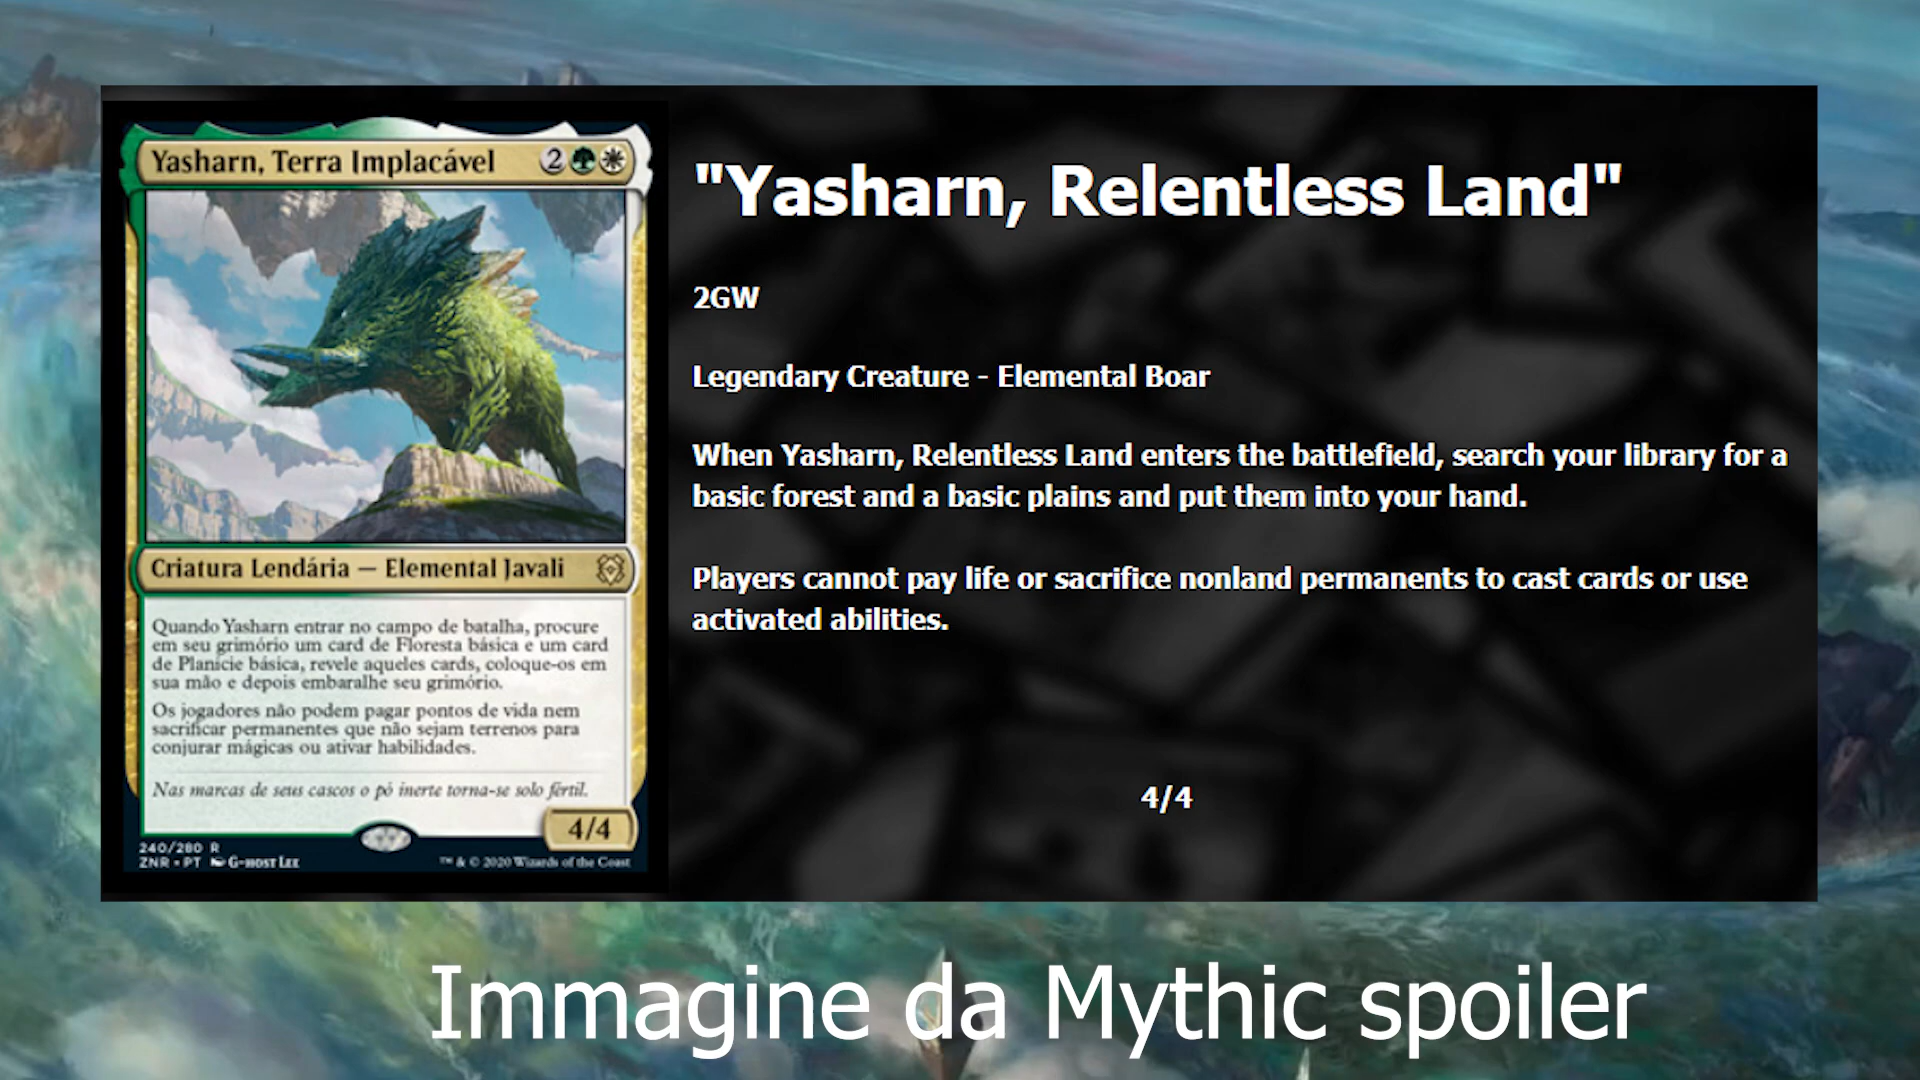 Yasharn, Terra Implacável 2
Criatura Lendária — Elemental Javali
Quando Yasharn entrar no campo de batalha, procure
em seu grimório um card de Floresta básica e um card
de Planície básica, revele aqueles cards, coloque-os em
sua mão e depois embaralhe seu grimório.
Os jogadores não podem pagar pontos de vida nem
sacrificar permanentes que não sejam terrenos para
conjurar mágicas ou ativar habilidades.
Nas marcas de seus cascos o pó inerte torna-se solo fértil.
4/4
240/280 R
ZNR • PT G-host Lee ™ & © 2020 Wizards of the Coast
"Yasharn, Relentless Land"
2GW
Legendary Creature - Elemental Boar
When Yasharn, Relentless Land enters the battlefield, search your library for a
basic forest and a basic plains and put them into your hand.
Players cannot pay life or sacrifice nonland permanents to cast cards or use
activated abilities.
4/4
Immagine da Mythic spoiler